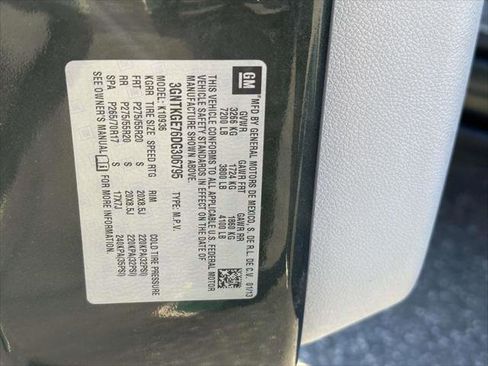 GM
MFD BY GENERAL MOTORS DE MEXICO, S. DE R.L. DE C.V. 01/13
GVWR GAWR FRT GAWR RR
3266 KG 1724 KG 1860 KG
7200 LB 3800 LB 4100 LB
THIS VEHICLE CONFORMS TO ALL APPLICABLE U.S. FEDERAL MOTOR
VEHICLE SAFETY STANDARDS IN EFFECT ON THE DATE OF
MANUFACTURE SHOWN ABOVE.
3GNTKGE76DG306795 TYPE: M.P.V.
MODEL: K10936
KGRR TIRE SIZE SPEED RTG RIM COLD TIRE PRESSURE
FRT P275/55R20 S 20X8.5J 220KPA(32PSI)
RR P275/55R20 S 20X8.5J 220KPA(32PSI)
SPA P265/70R17 S 17X7J 240KPA(35PSI)
SEE OWNER'S MANUAL FOR MORE INFORMATION.